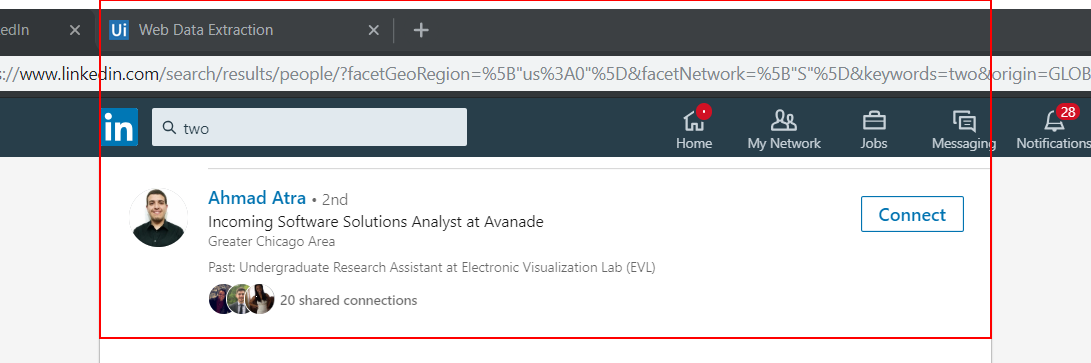 edIn
Ui Web Data Extraction
s://www.linkedin.com/search/results/people/?facetGeoRegion=%5B"us%3A0"%5D&facetNetwork=%5B"S"%5D&keywords=two&origin=GLOB
in two
Home My Network Jobs Messaging Notifications 28
Ahmad Atra • 2nd
Incoming Software Solutions Analyst at Avanade
Connect
Greater Chicago Area
Past: Undergraduate Research Assistant at Electronic Visualization Lab (EVL)
20 shared connections